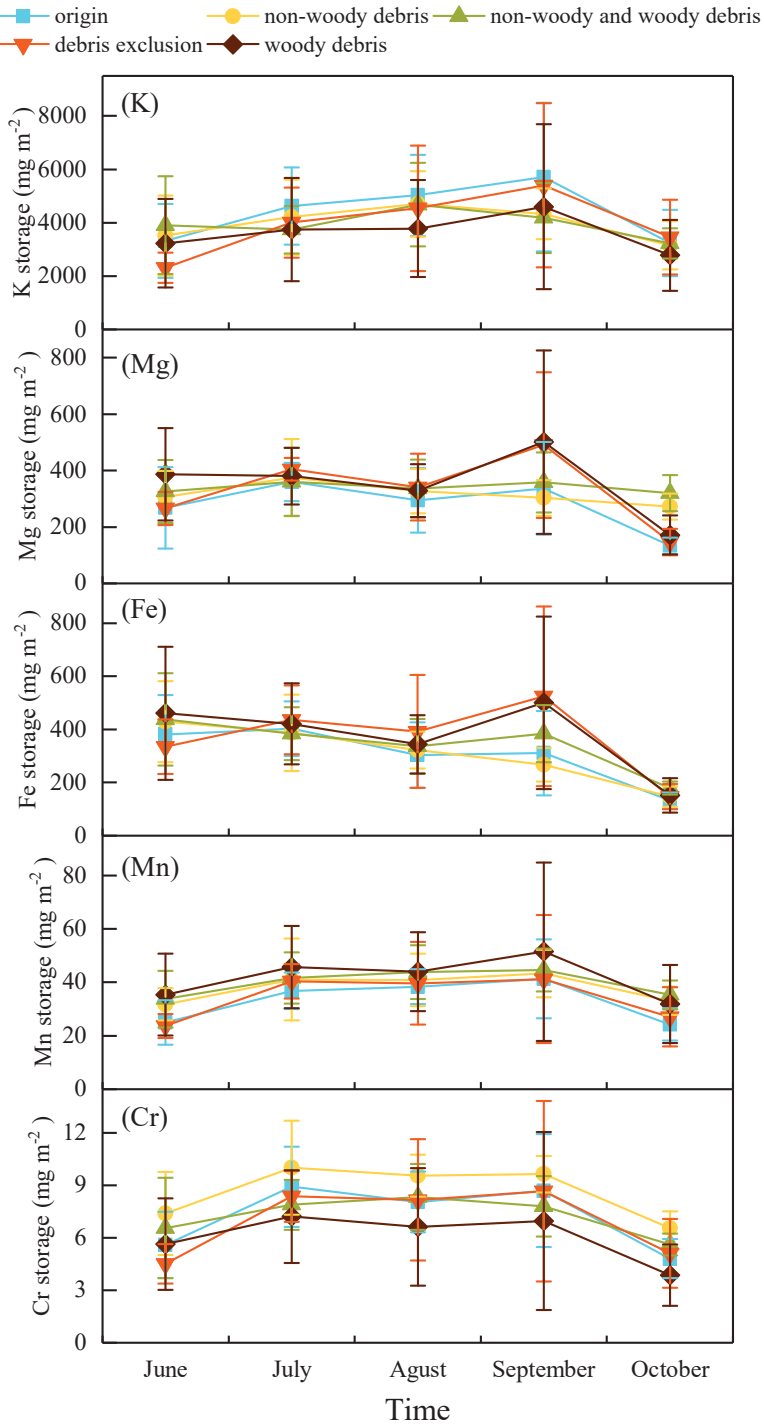 origin non-woody debris non-woody and woody debris
debris exclusion woody debris
(K)
K storage (mg m-2)
8000
6000
4000
2000
0
(Mg)
Mg storage (mg m-2)
800
600
400
200
0
(Fe)
Fe storage (mg m-2)
800
600
400
200
0
(Mn)
Mn storage (mg m-2)
80
60
40
20
0
(Cr)
Cr storage (mg m-2)
12
9
6
3
0
June July Agust September October
Time